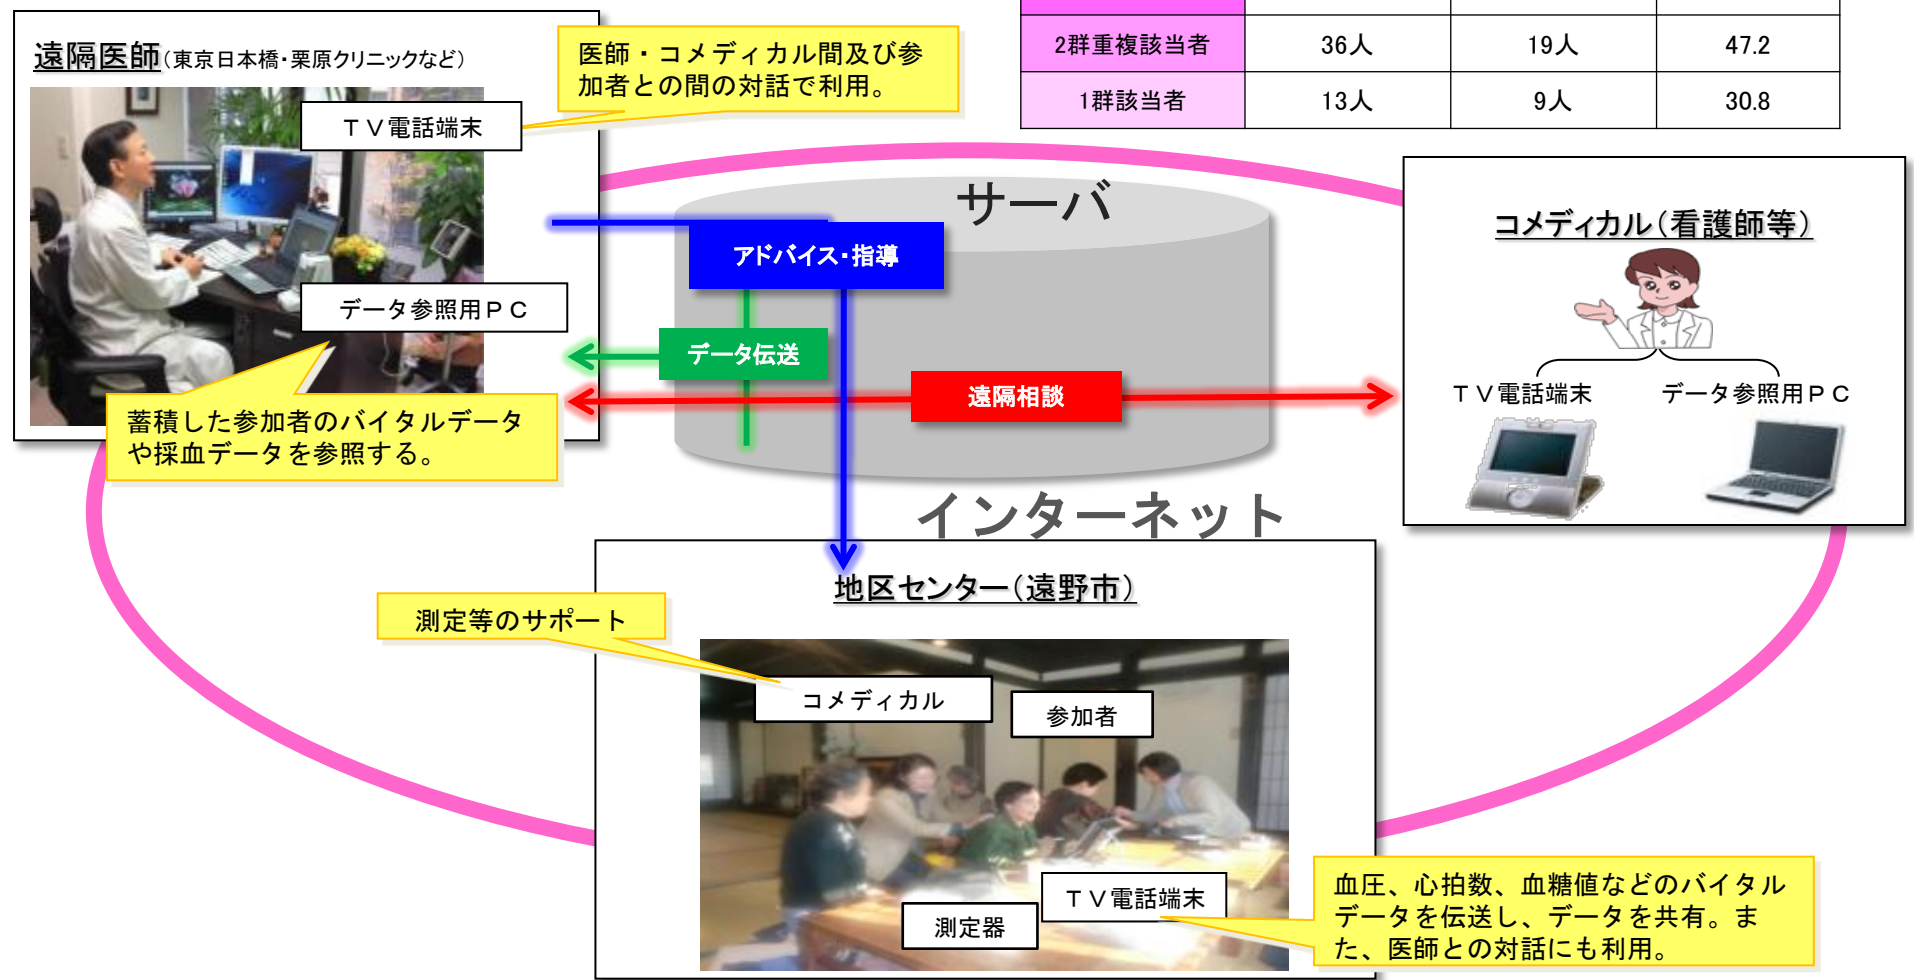 遠隔医師(東京日本橋・栗原クリニックなど)
医師・コメディカル間及び参
加者との間の対話で利用。
2群重複該当者 36人 19人 47.2
1群該当者 13人 9人 30.8
TV電話端末
データ参照用PC
蓄積した参加者のバイタルデータ
や採血データを参照する。
サーバ
アドバイス・指導
データ伝送
遠隔相談
インターネット
コメディカル(看護師等)
TV電話端末 データ参照用PC
地区センター(遠野市)
測定等のサポート
コメディカル
参加者
TV電話端末
測定器
血圧、心拍数、血糖値などのバイタル
データを伝送し、データを共有。ま
た、医師との対話にも利用。